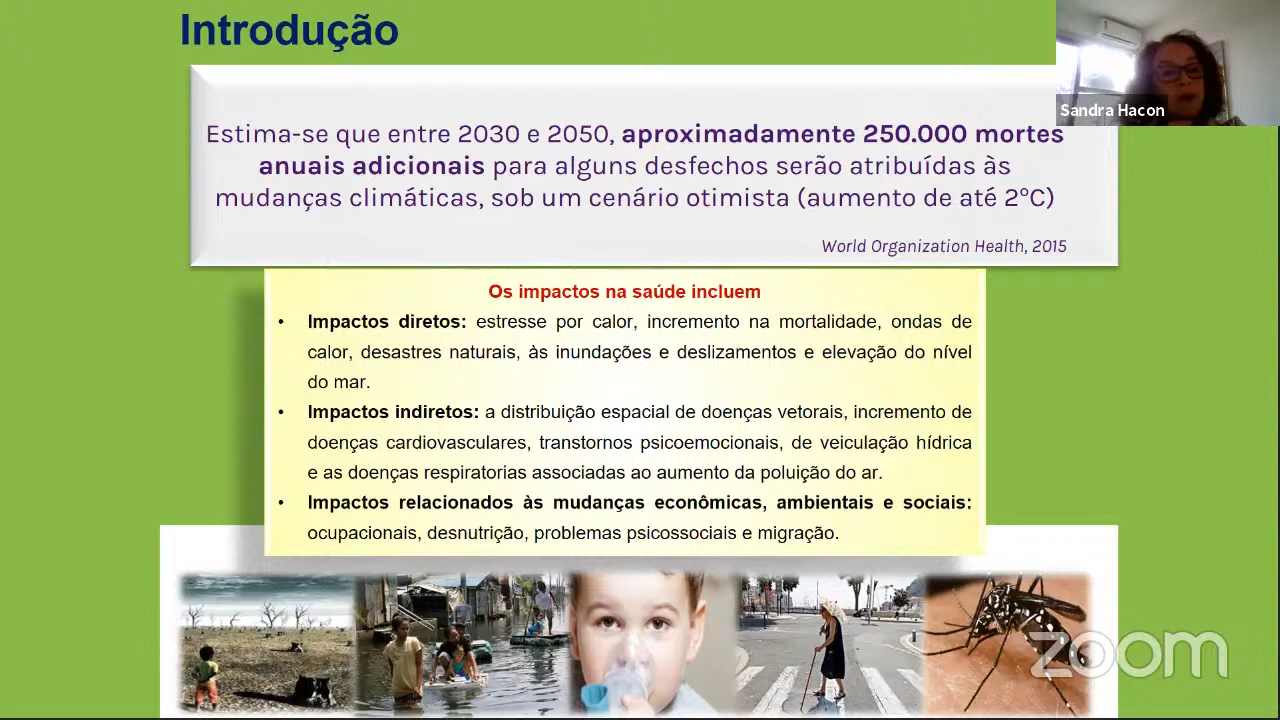 Introdução
Sandra Hacon
Estima-se que entre 2030 e 2050, aproximadamente 250.000 mortes
anuais adicionais para alguns desfechos serão atribuídas às
mudanças climáticas, sob um cenário otimista (aumento de até 2°C)
World Organization Health, 2015
Os impactos na saúde incluem
• Impactos diretos: estresse por calor, incremento na mortalidade, ondas de
calor, desastres naturais, às inundações e deslizamentos e elevação do nível
do mar.
• Impactos indiretos: a distribuição espacial de doenças vetorais, incremento de
doenças cardiovasculares, transtornos psicoemocionais, de veiculação hídrica
e as doenças respiratorias associadas ao aumento da poluição do ar.
• Impactos relacionados às mudanças econômicas, ambientais e sociais:
ocupacionais, desnutrição, problemas psicossociais e migração.
zoom